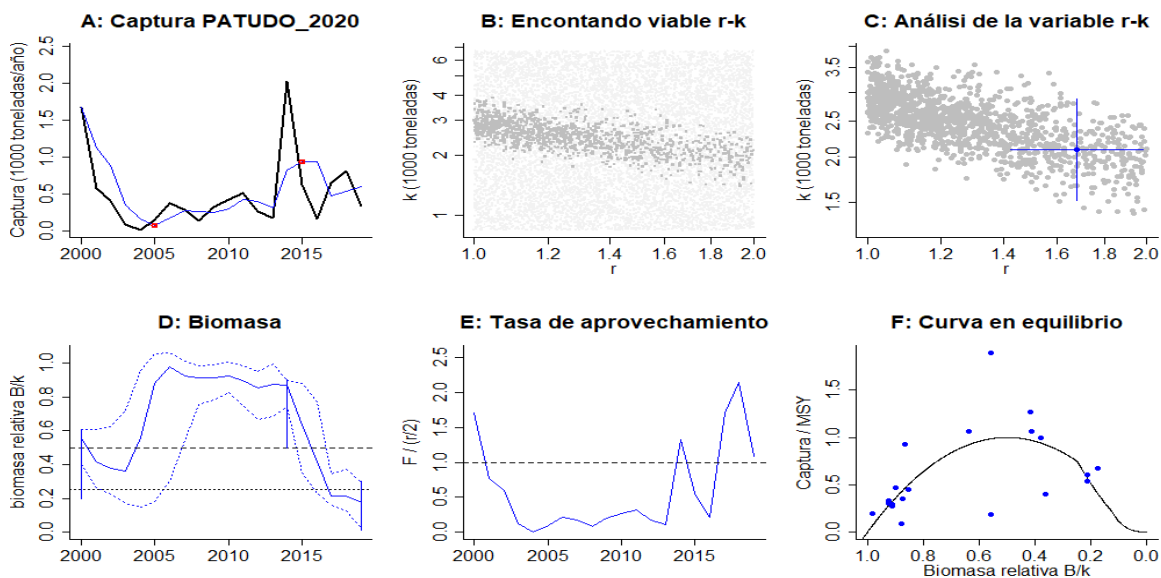 A: Captura PATUDO_2020
Captura (1000 toneladas/año)
0.0 0.5 1.0 1.5 2.0 2.5
2000 2005 2010 2015
B: Encontando viable r-k
k (1000 toneladas)
1 2 3 4 6
1.0 1.2 1.4 1.6 1.8 2.0
r
C: Análisi de la variable r-k
k (1000 toneladas)
1.5 2.0 2.5 3.5
1.0 1.2 1.4 1.6 1.8 2.0
r
D: Biomasa
biomasa relativa B/k
0.0 0.2 0.4 0.6 0.8 1.0
2000 2005 2010 2015
E: Tasa de aprovechamiento
F / (r/2)
0.0 0.5 1.0 1.5 2.0 2.5
2000 2005 2010 2015
F: Curva en equilibrio
Captura / MSY
0.0 0.5 1.0 1.5
1.0 0.8 0.6 0.4 0.2 0.0
Biomasa relativa B/k